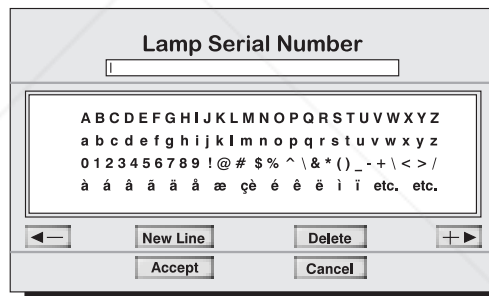 Lamp Serial Number
A B C D E F G H I J K L M N O P Q R S T U V W X Y Z
a b c d e f g h i j k l m n o p q r s t u v w x y z
0 1 2 3 4 5 6 7 8 9 ! @ # $ % ^ \ & * ( ) _ - + \ < > /
à á â ã ä å æ çè é ê ë ì ï etc. etc.
New Line Delete
Accept Cancel